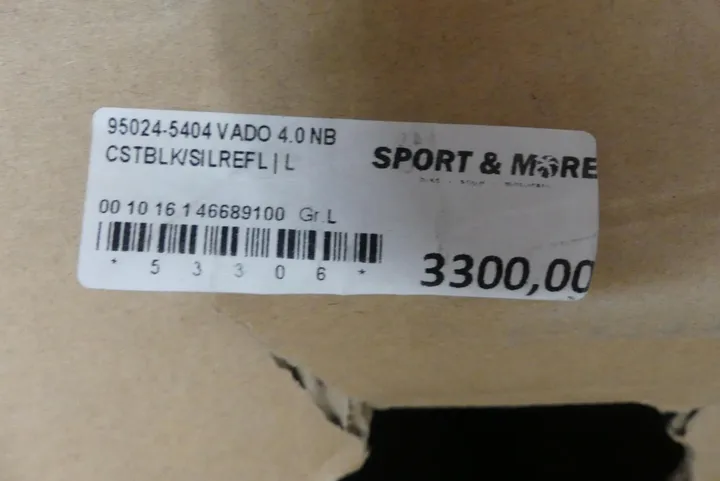 95024-5404 VADO 4.0 NB
CSTBLK/SILREFL | L
SPORT & MORE
00 10 16 1 46689100 Gr. L
* 5 3 3 0 6 *
3300,00